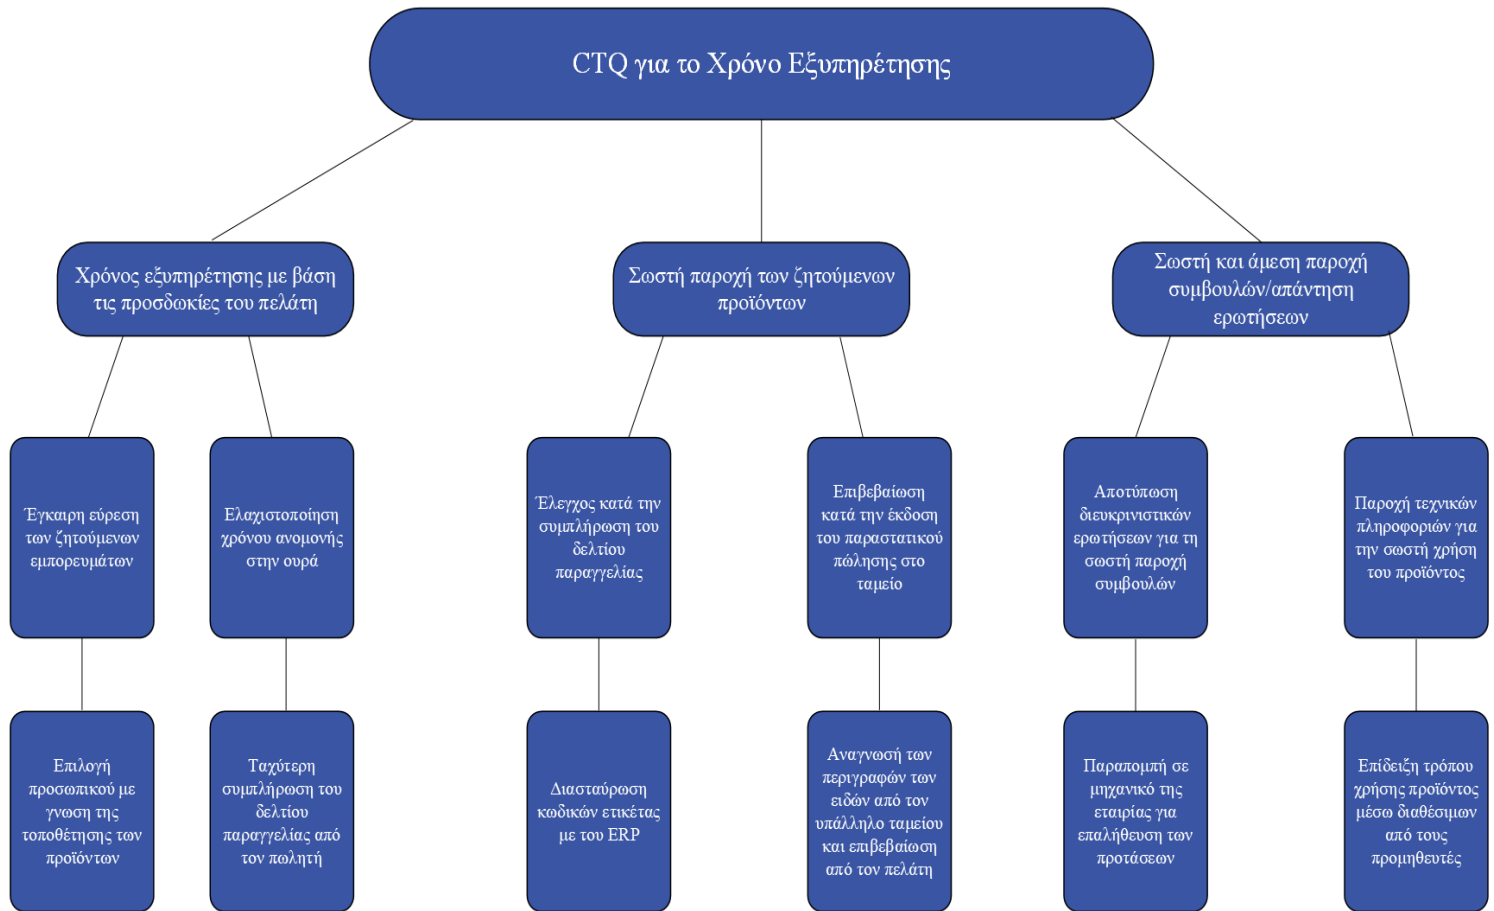 CTQ για το Χρόνο Εξυπηρέτησης
Χρόνος εξυπηρέτησης με βάση
τις προσδωκίες του πελάτη
Σωστή παροχή των ζητούμενων
προϊόντων
Σωστή και άμεση παροχή
συμβουλών/απάντηση
ερωτήσεων
Έγκαιρη εύρεση
των ζητούμενων
εμπορευμάτων
Ελαχιστοποίηση
χρόνου ανομονής
στην ουρά
Έλεγχος κατά την
συμπλήρωση του
δελτίου
παραγγελίας
Επιβεβαίωση
κατά την έκδοση
του παραστατικού
πώλησης στο
ταμείο
Αποτύπωση
διευκρινιστικών
ερωτήσεων για τη
σωστή παροχή
συμβουλών
Παροχή τεχνικών
πληροφοριών για
την σωστή χρήση
του προϊόντος
Επιλογή
προσωπικού με
γνωση της
τοποθέτησης των
προϊόντων
Ταχύτερη
συμπλήρωση του
δελτίου
παραγγελίας από
τον πωλητή
Διασταύρωση
κωδικών ετικέτας
με του ERP
Αναγνωσή των
περιγραφών των
ειδών από τον
υπάλληλο ταμείου
και επιβεβαίωση
από τον πελάτη
Παραπομπή σε
μηχανικό της
εταιρίας για
επαλήθευση των
προτάσεων
Επίδειξη τρόπου
χρήσης προϊόντος
μέσω διαθέσιμων
από τους
προμηθευτές